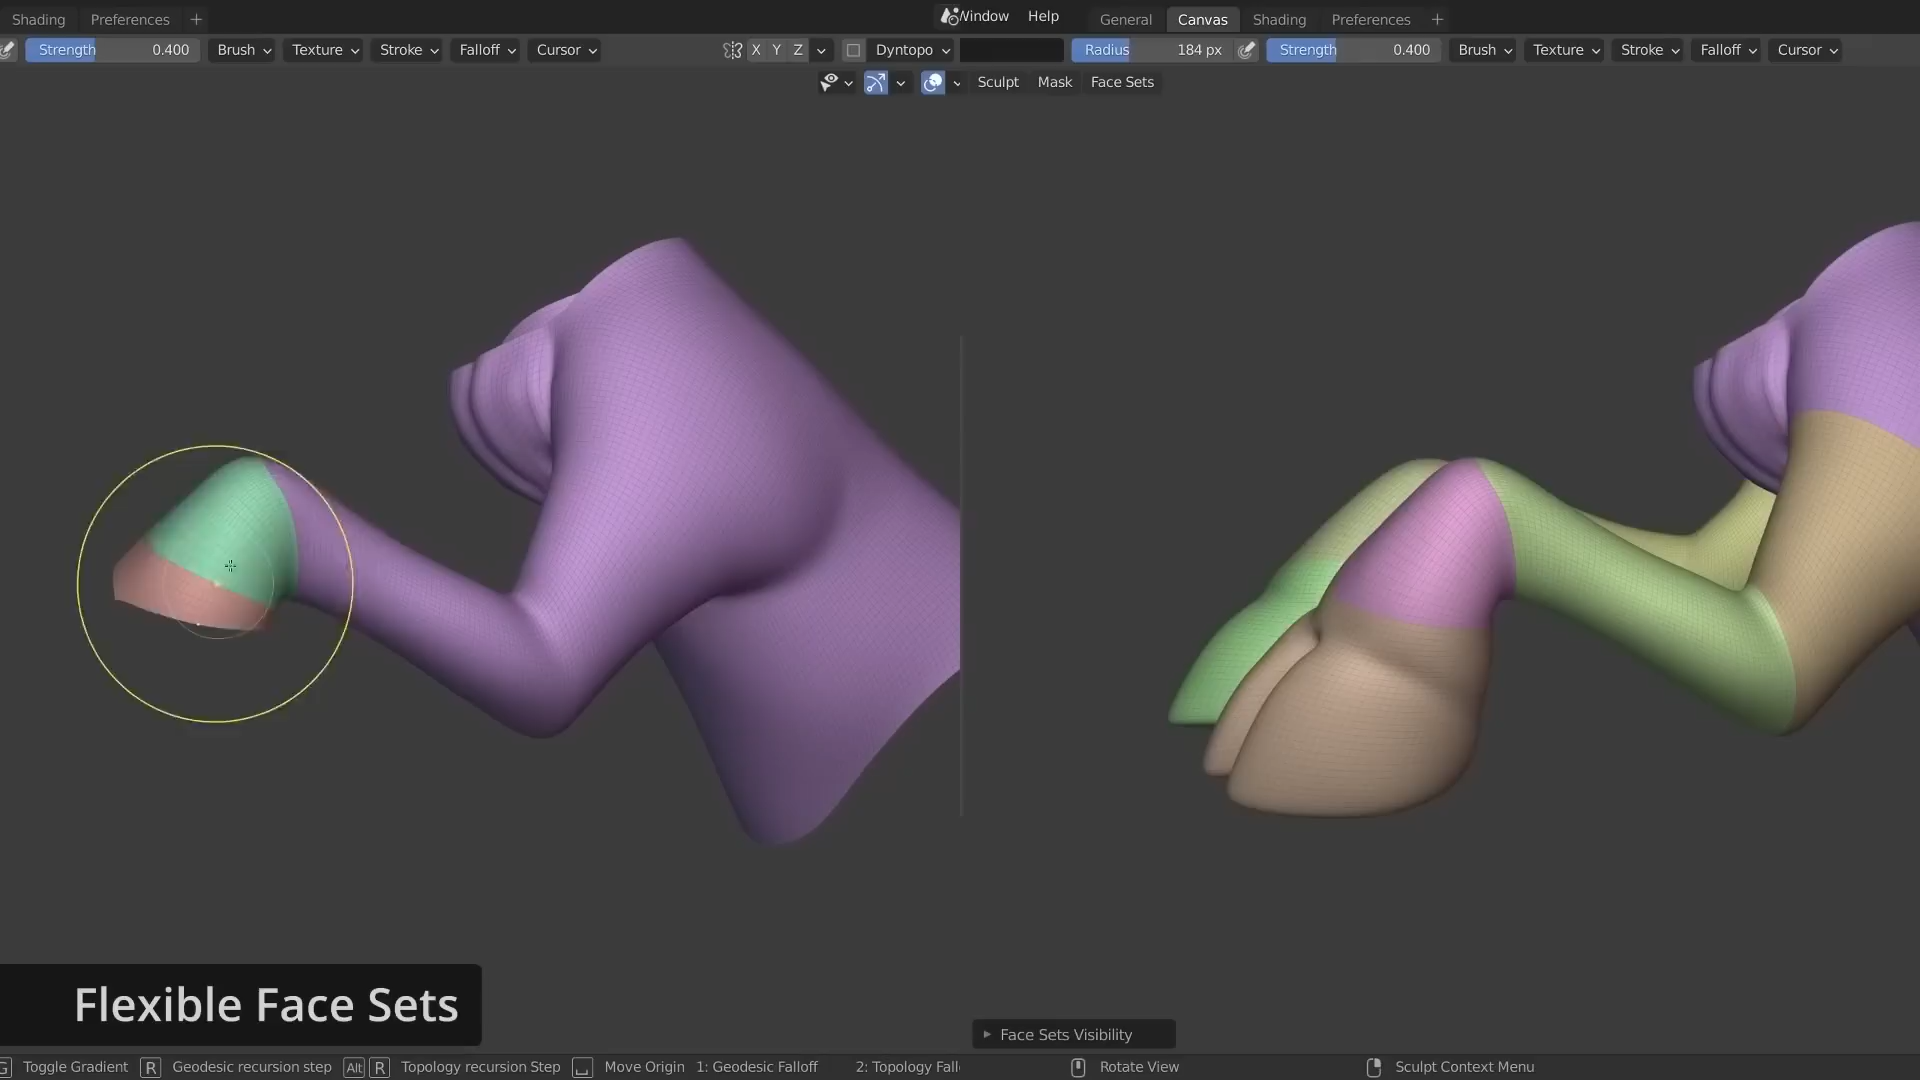 Shading Preferences + Window Help General Canvas Shading Preferences +
Strength 0.400 Brush Texture Stroke Falloff Cursor X Y Z Dyntopo Radius 184 px Strength 0.400 Brush Texture Stroke Falloff Cursor
Sculpt Mask Face Sets
Flexible Face Sets
Face Sets Visibility
G Toggle Gradient R Geodesic recursion step Alt R Topology recursion Step Move Origin 1: Geodesic Falloff 2: Topology Fall Rotate View Sculpt Context Menu